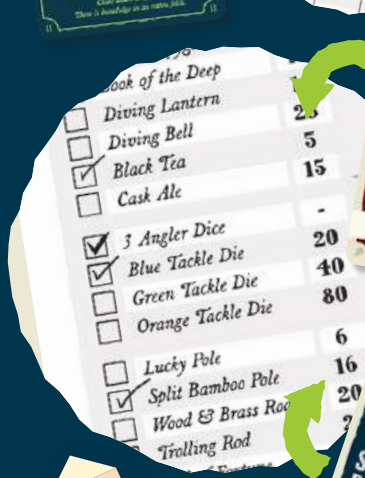 Book of the Deep
Diving Lantern
Diving Bell
Black Tea 5
Cask Ale 15
3 Angler Dice -
Blue Tackle Die 20
Green Tackle Die 40
Orange Tackle Die 80
Lucky Pole 6
Split Bamboo Pole 16
Wood & Brass Rod 20
Trolling Rod